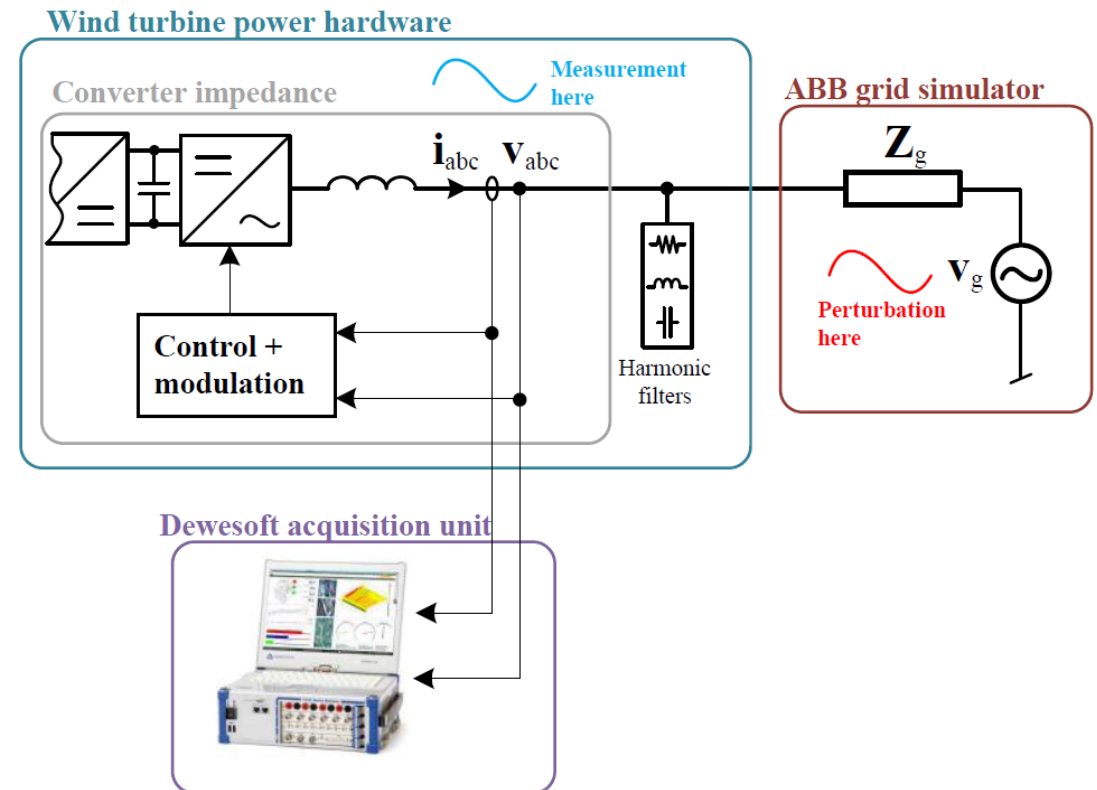 Wind turbine power hardware
Converter impedance
Measurement
here
ABB grid simulator
i_abc v_abc
Z_g
v_g
Perturbation
here
Control +
modulation
Harmonic
filters
Dewesoft acquisition unit